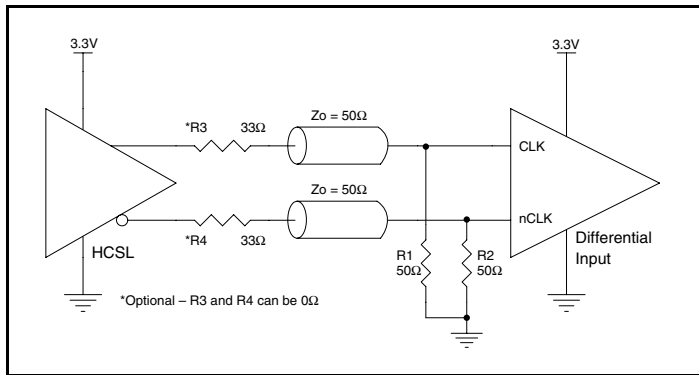 3.3V
3.3V
*R3 33Ω
Zo = 50Ω
CLK
Zo = 50Ω
nCLK
*R4 33Ω
HCSL
R1
50Ω
R2
50Ω
Differential
Input
*Optional – R3 and R4 can be 0Ω